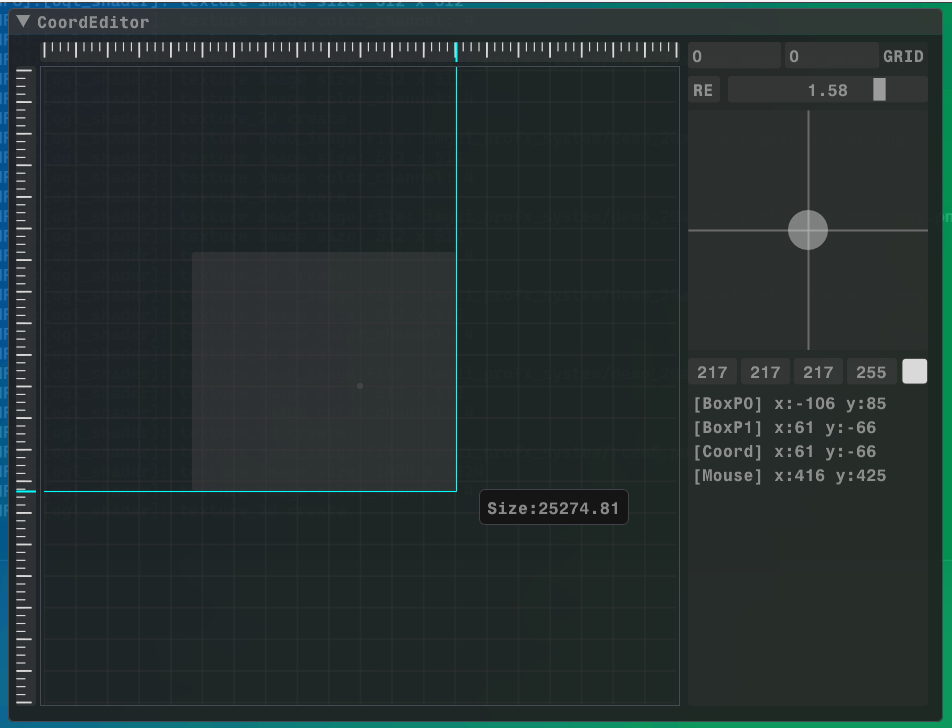 CoordEditor
0 0 GRID
RE 1.58
217 217 217 255
[BoxP0] x:-106 y:85
[BoxP1] x:61 y:-66
[Coord] x:61 y:-66
[Mouse] x:416 y:425
Size:25274.81